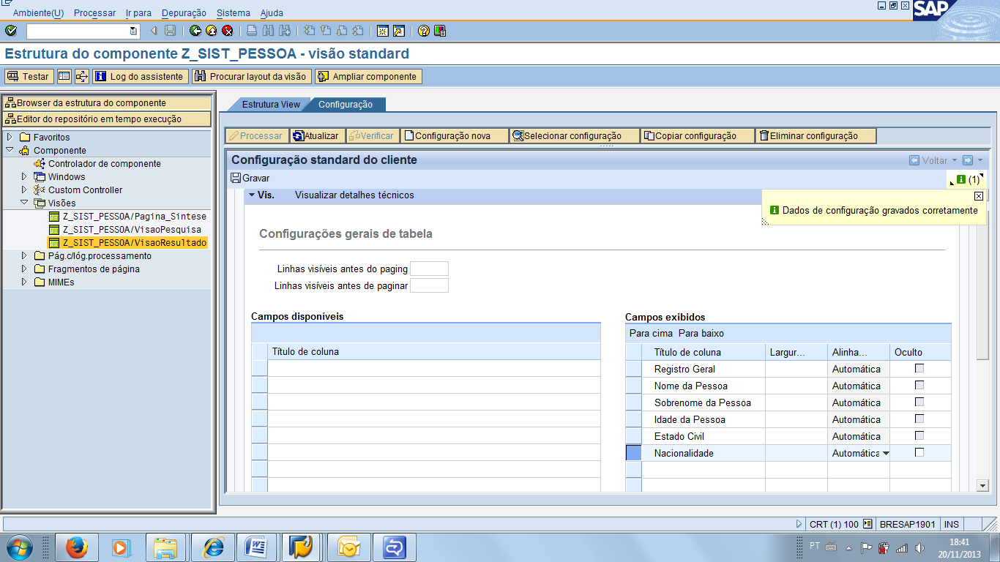 Ambiente(U) Processar Ir para Depuração Sistema Ajuda
SAP
Estrutura do componente Z_SIST_PESSOA - visão standard
Testar Log do assistente Procurar layout da visão Ampliar componente
Browser da estrutura do componente
Editor do repositório em tempo execução
Favoritos
Componente
Controlador de componente
Windows
Custom Controller
Visões
Z_SIST_PESSOA/Pagina_Sintese
Z_SIST_PESSOA/VisaoPesquisa
Z_SIST_PESSOA/VisaoResultado
Pág.c/lóg.processamento
Fragmentos de página
MIMEs
Estrutura View Configuração
Processar Atualizar Verificar Configuração nova Selecionar configuração Copiar configuração Eliminar configuração
Configuração standard do cliente Voltar
Gravar (1)
Vis. Visualizar detalhes técnicos
Dados de configuração gravados corretamente
Configurações gerais de tabela
Linhas visíveis antes do paging
Linhas visíveis antes de paginar
Campos disponíveis
Título de coluna
Campos exibidos
Para cima Para baixo
Título de coluna Largur... Alinha... Oculto
Registro Geral Automática
Nome da Pessoa Automática
Sobrenome da Pessoa Automática
Idade da Pessoa Automática
Estado Civil Automática
Nacionalidade Automática
CRT (1) 100 BRESAP1901 INS
PT 18:41
20/11/2013